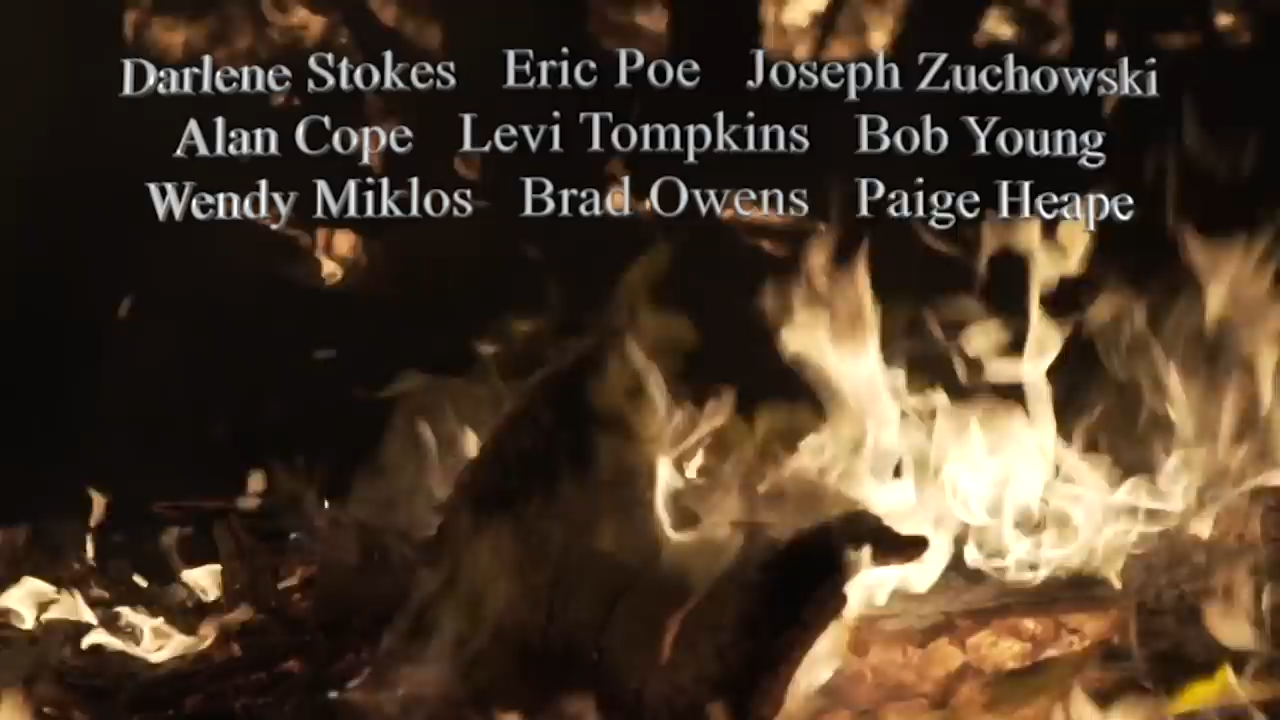 Darlene Stokes Eric Poe Joseph Zuchowski
Alan Cope Levi Tompkins Bob Young
Wendy Miklos Brad Owens Paige Heape